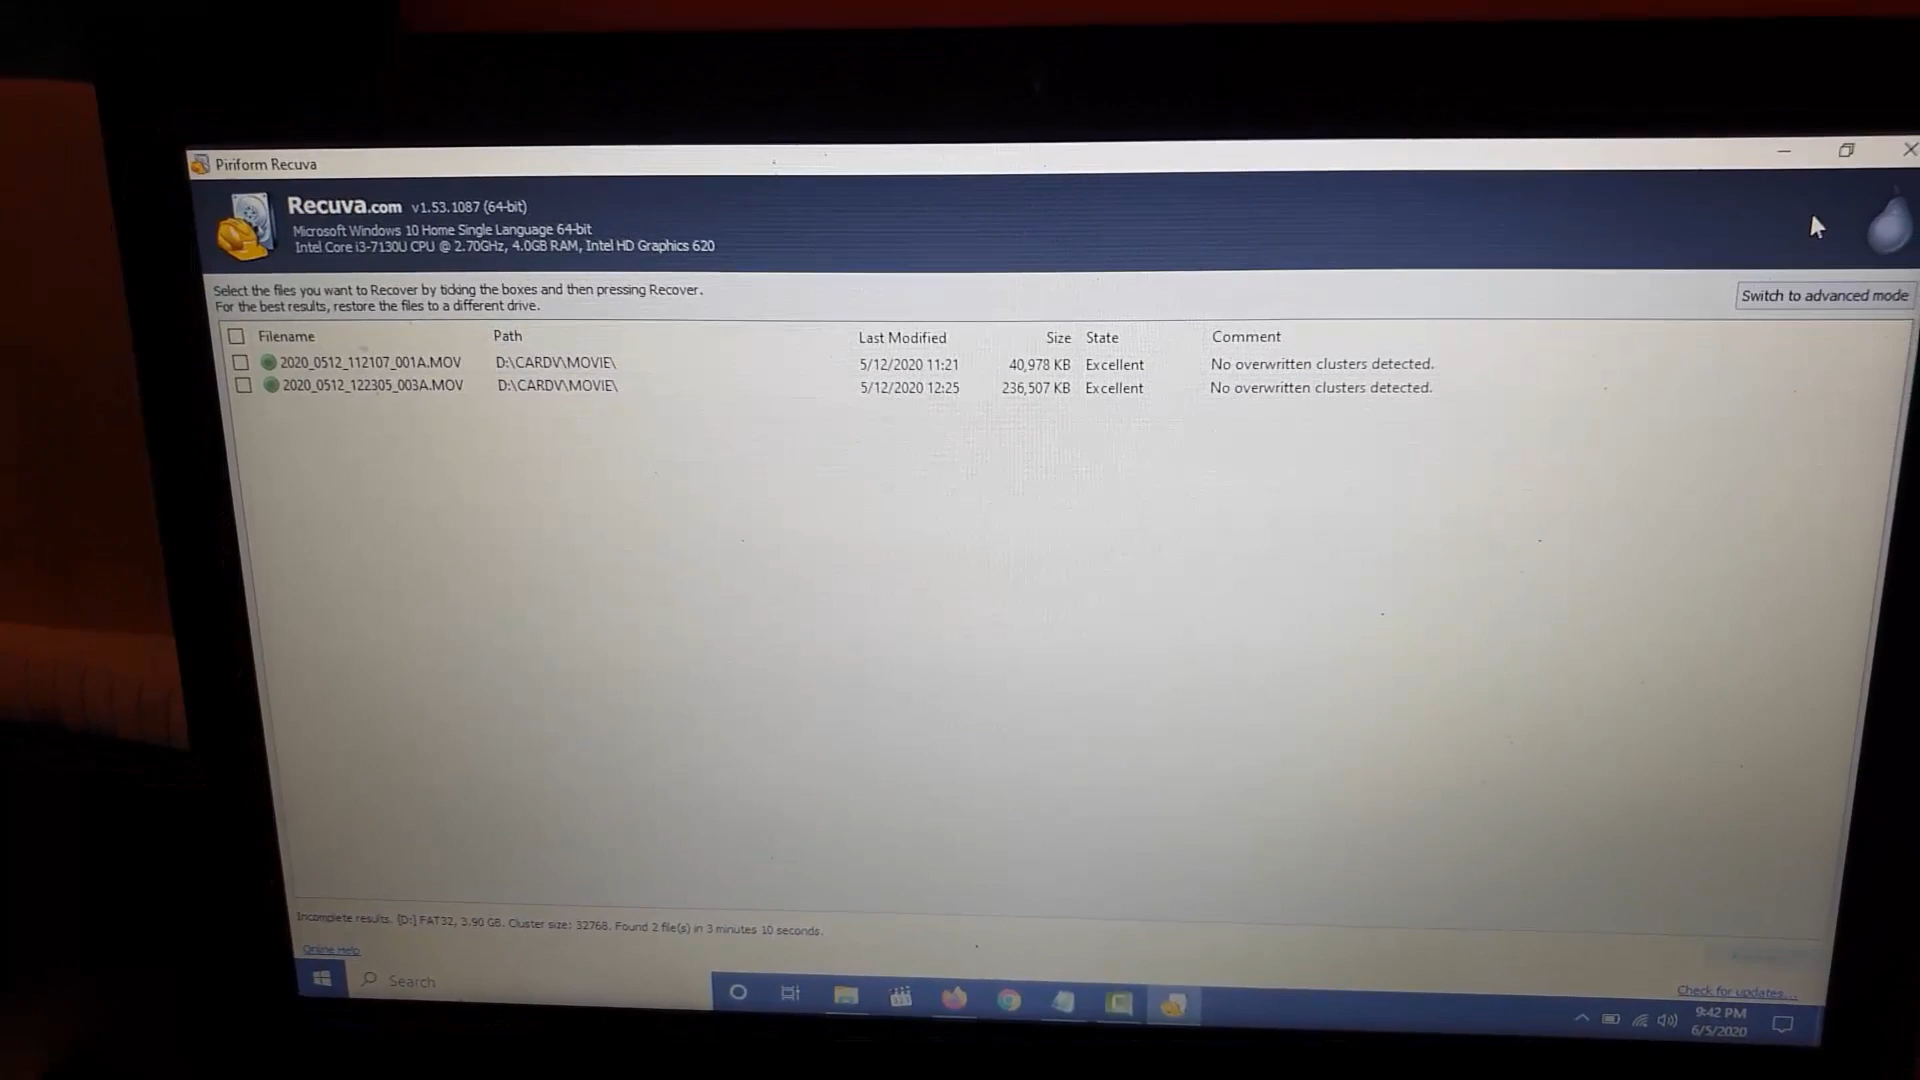 Piriform Recuva
Recuva.com v1.53.1087 (64-bit)
Microsoft Windows 10 Home Single Language 64-bit
Intel Core i3-7130U CPU @ 2.70GHz, 4.0GB RAM, Intel HD Graphics 620
Select the files you want to Recover by ticking the boxes and then pressing Recover.
For the best results, restore the files to a different drive.
Switch to advanced mode
Filename Path Last Modified Size State Comment
2020_0512_112107_001A.MOV D:\CARDV\MOVIE\ 5/12/2020 11:21 40,978 KB Excellent No overwritten clusters detected.
2020_0512_122305_003A.MOV D:\CARDV\MOVIE\ 5/12/2020 12:25 236,507 KB Excellent No overwritten clusters detected.
Incomplete results. [D:] FAT32, 3.90 GB. Cluster size: 32768. Found 2 file(s) in 3 minutes 10 seconds.
Online Help
Check for updates...
Search
9:42 PM
6/5/2020